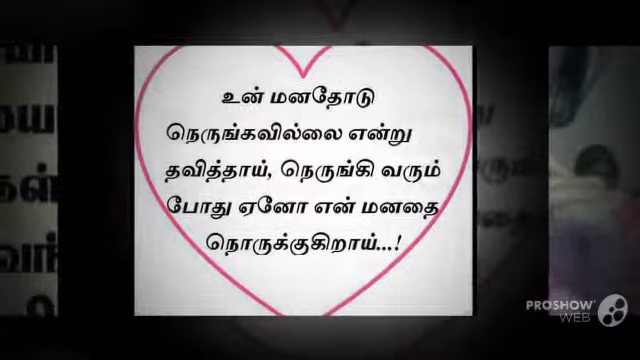 உன் மனதோடு
நெருங்கவில்லை என்று
தவித்தாய், நெருங்கி வரும்
போது ஏனோ என் மனதை
நொருக்குகிறாய்...!
PROSHOW
WEB